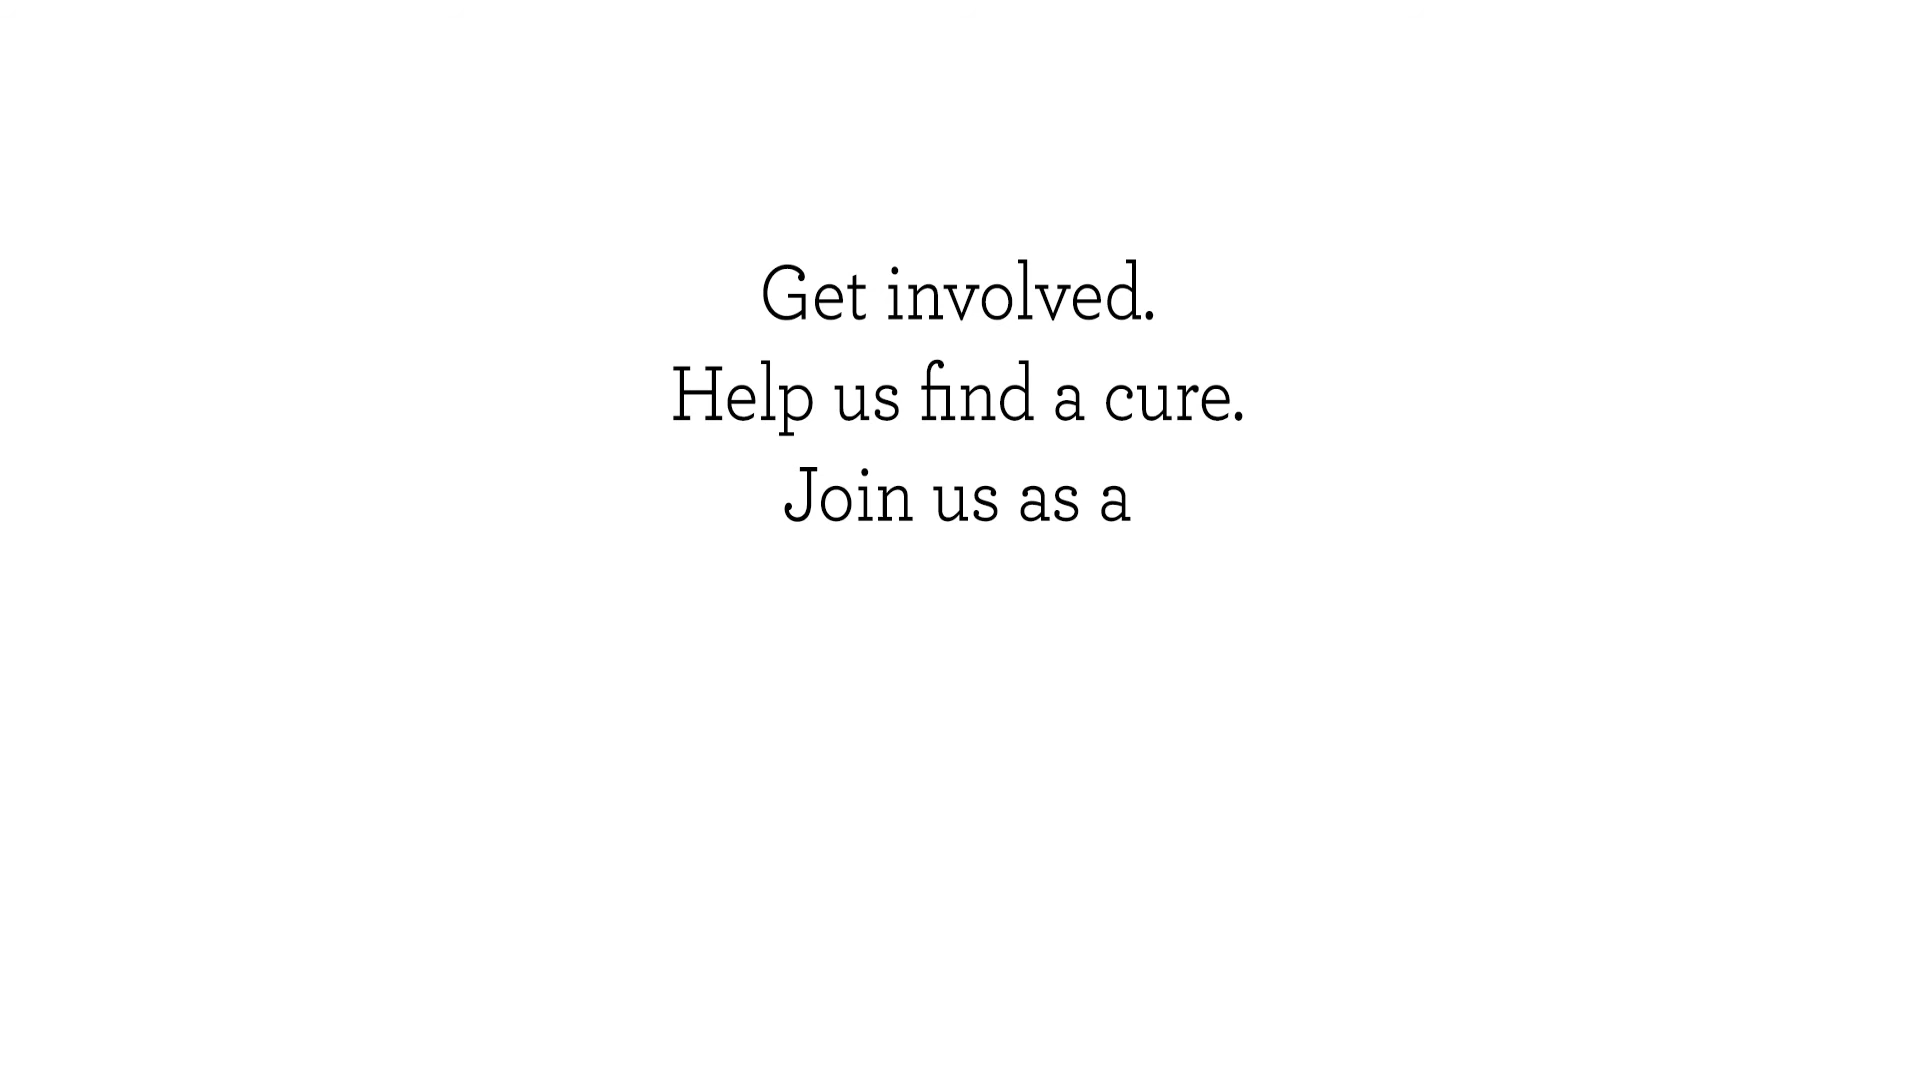 Get involved.
Help us find a cure.
Join us as a